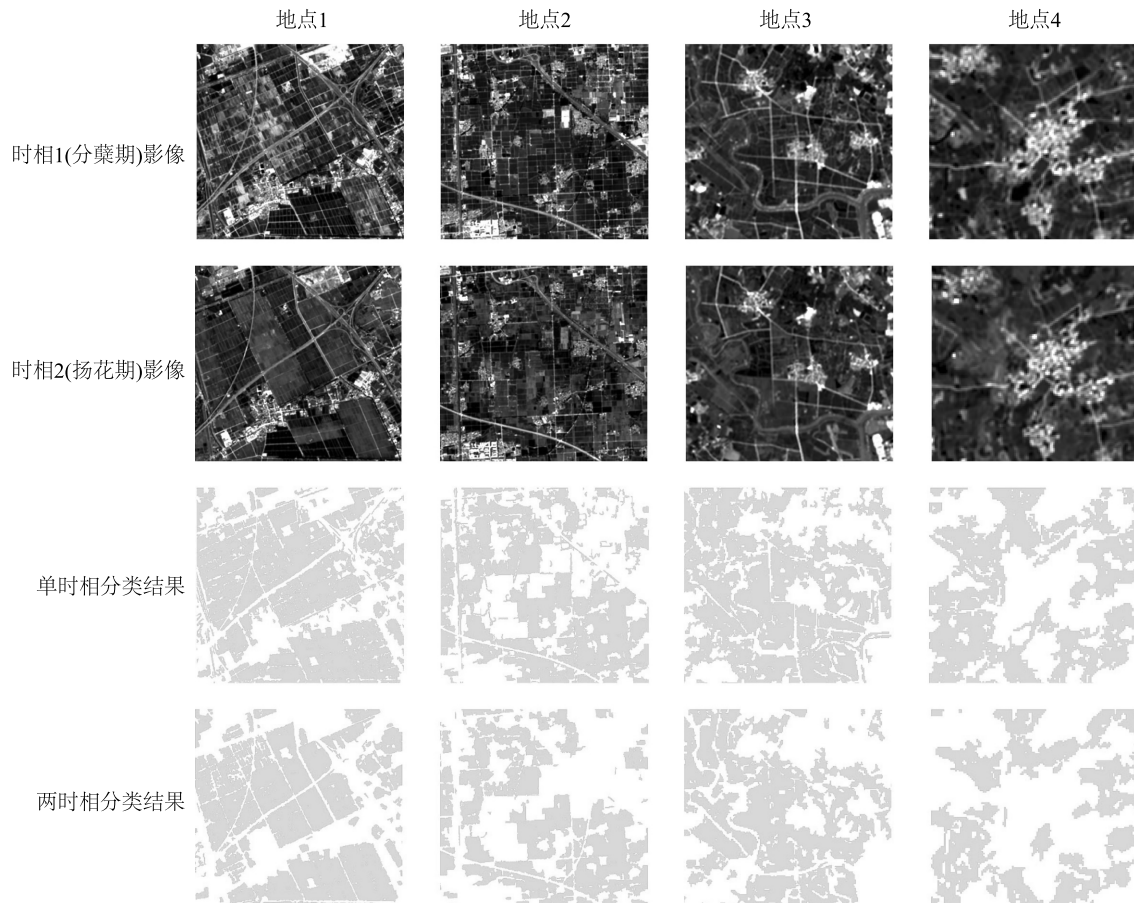 地点1 地点2 地点3 地点4
时相1(分蘖期)影像
时相2(扬花期)影像
单时相分类结果
两时相分类结果